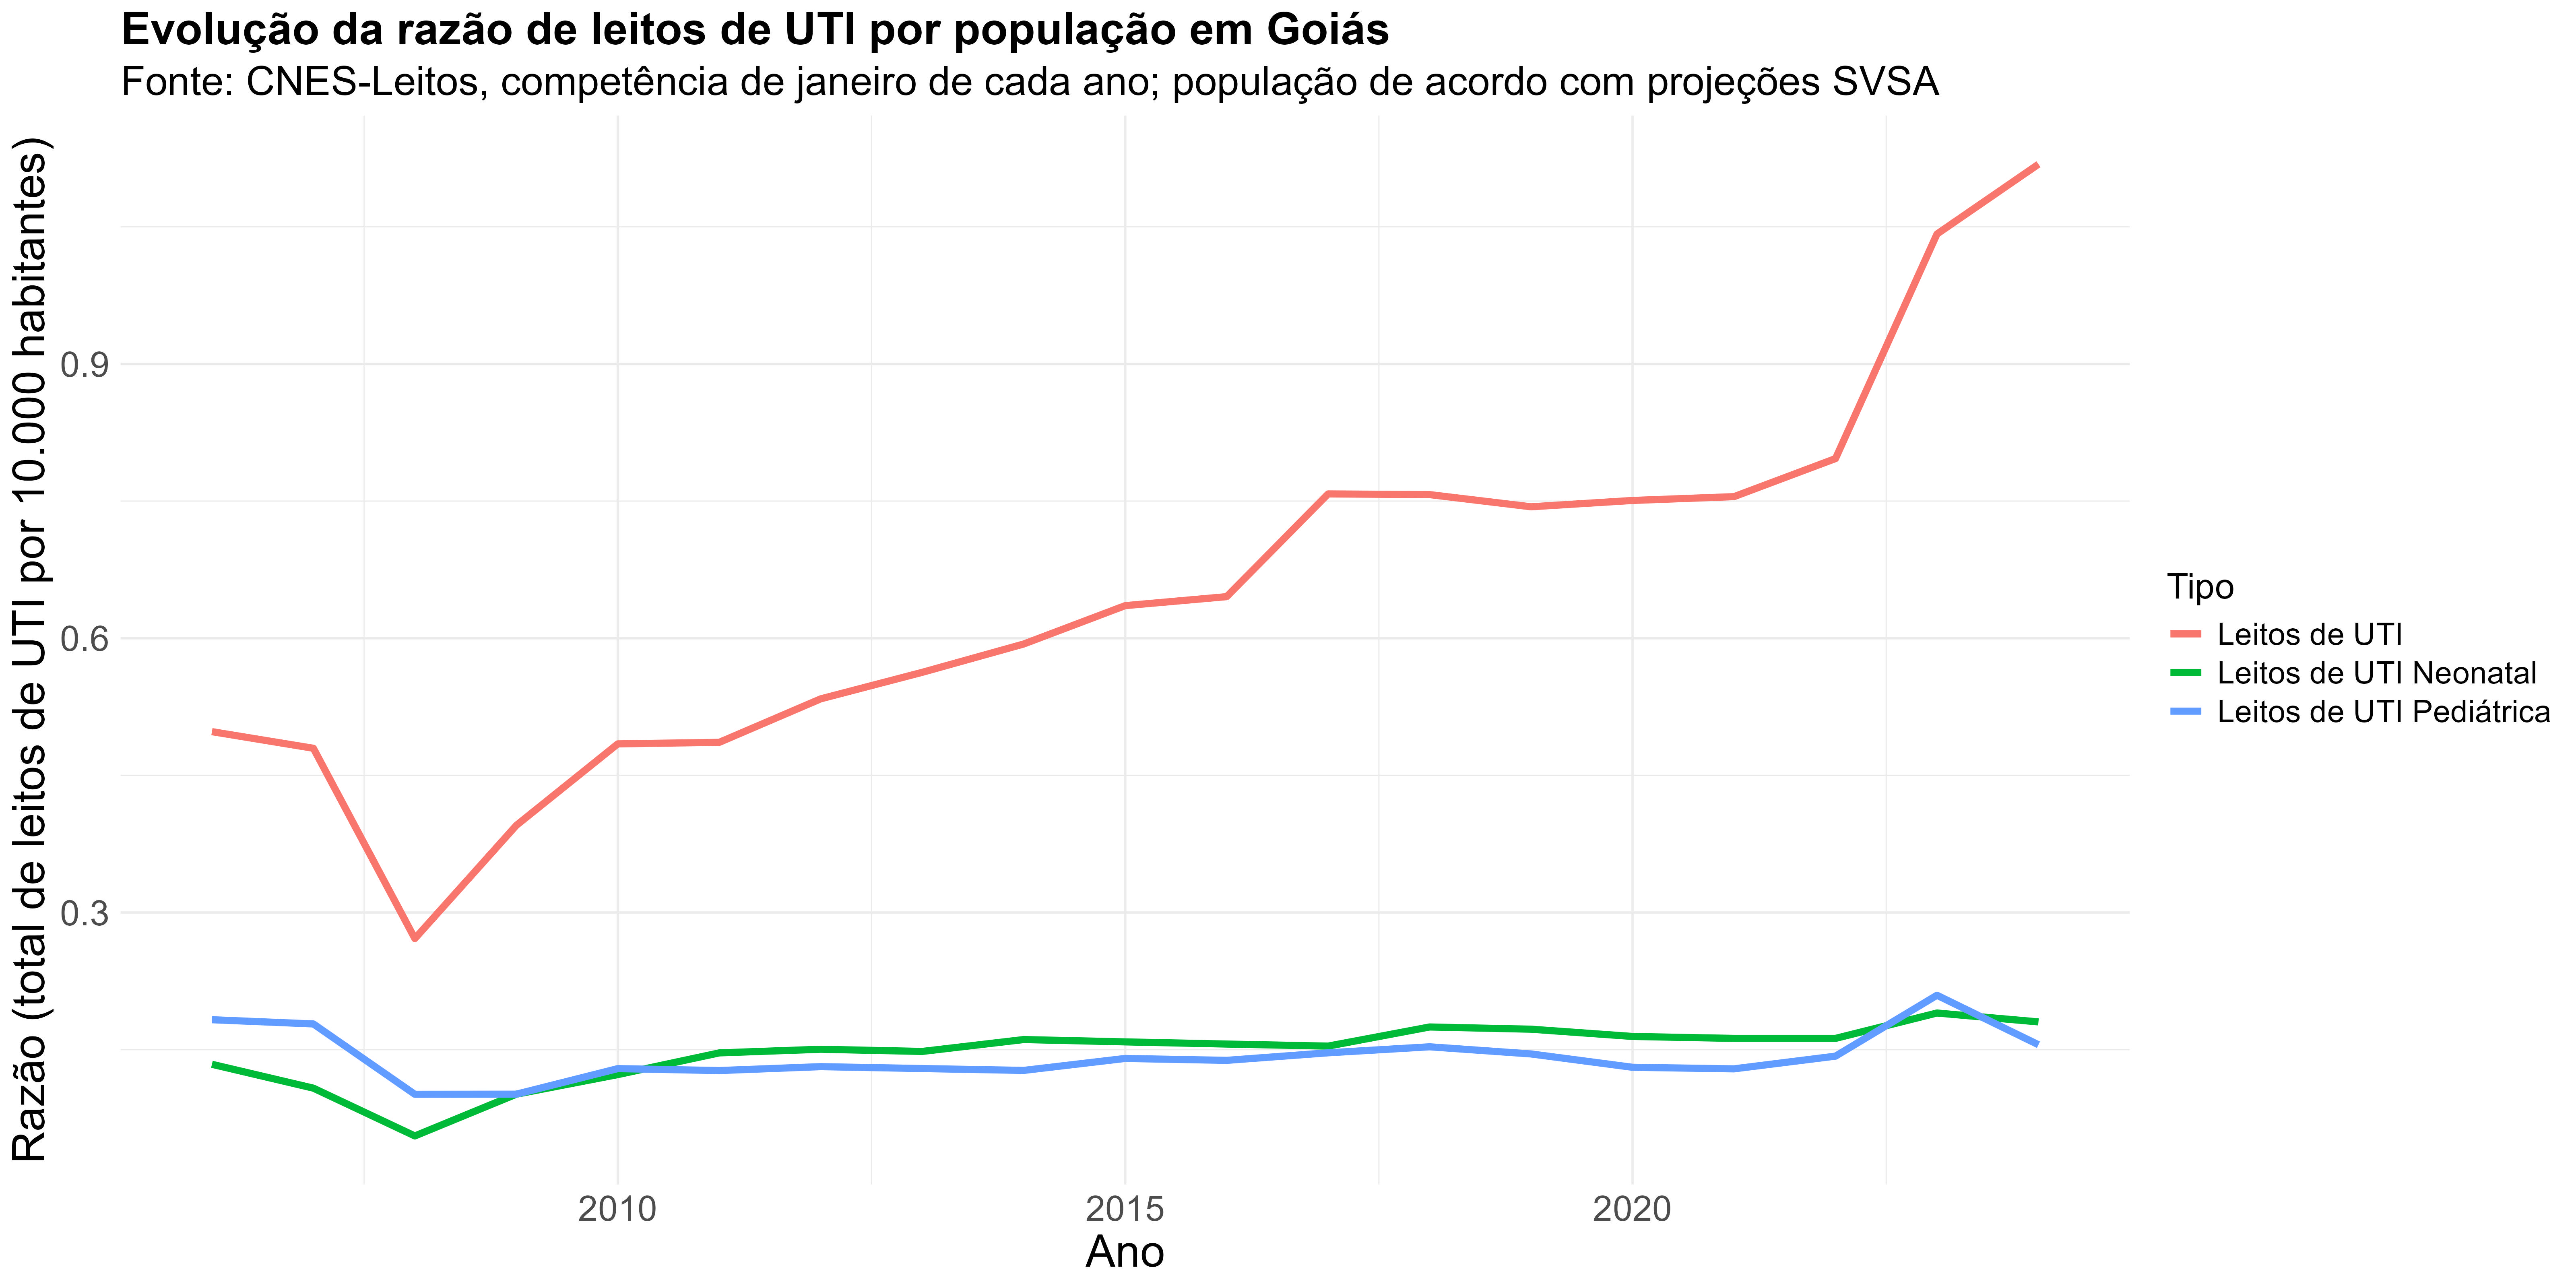 Evolução da razão de leitos de UTI por população em Goiás
Fonte: CNES-Leitos, competência de janeiro de cada ano; população de acordo com projeções SVSA
Razão (total de leitos de UTI por 10.000 habitantes)
0.9
0.6
0.3
2010
2015
2020
Ano
Tipo
Leitos de UTI
Leitos de UTI Neonatal
Leitos de UTI Pediátrica